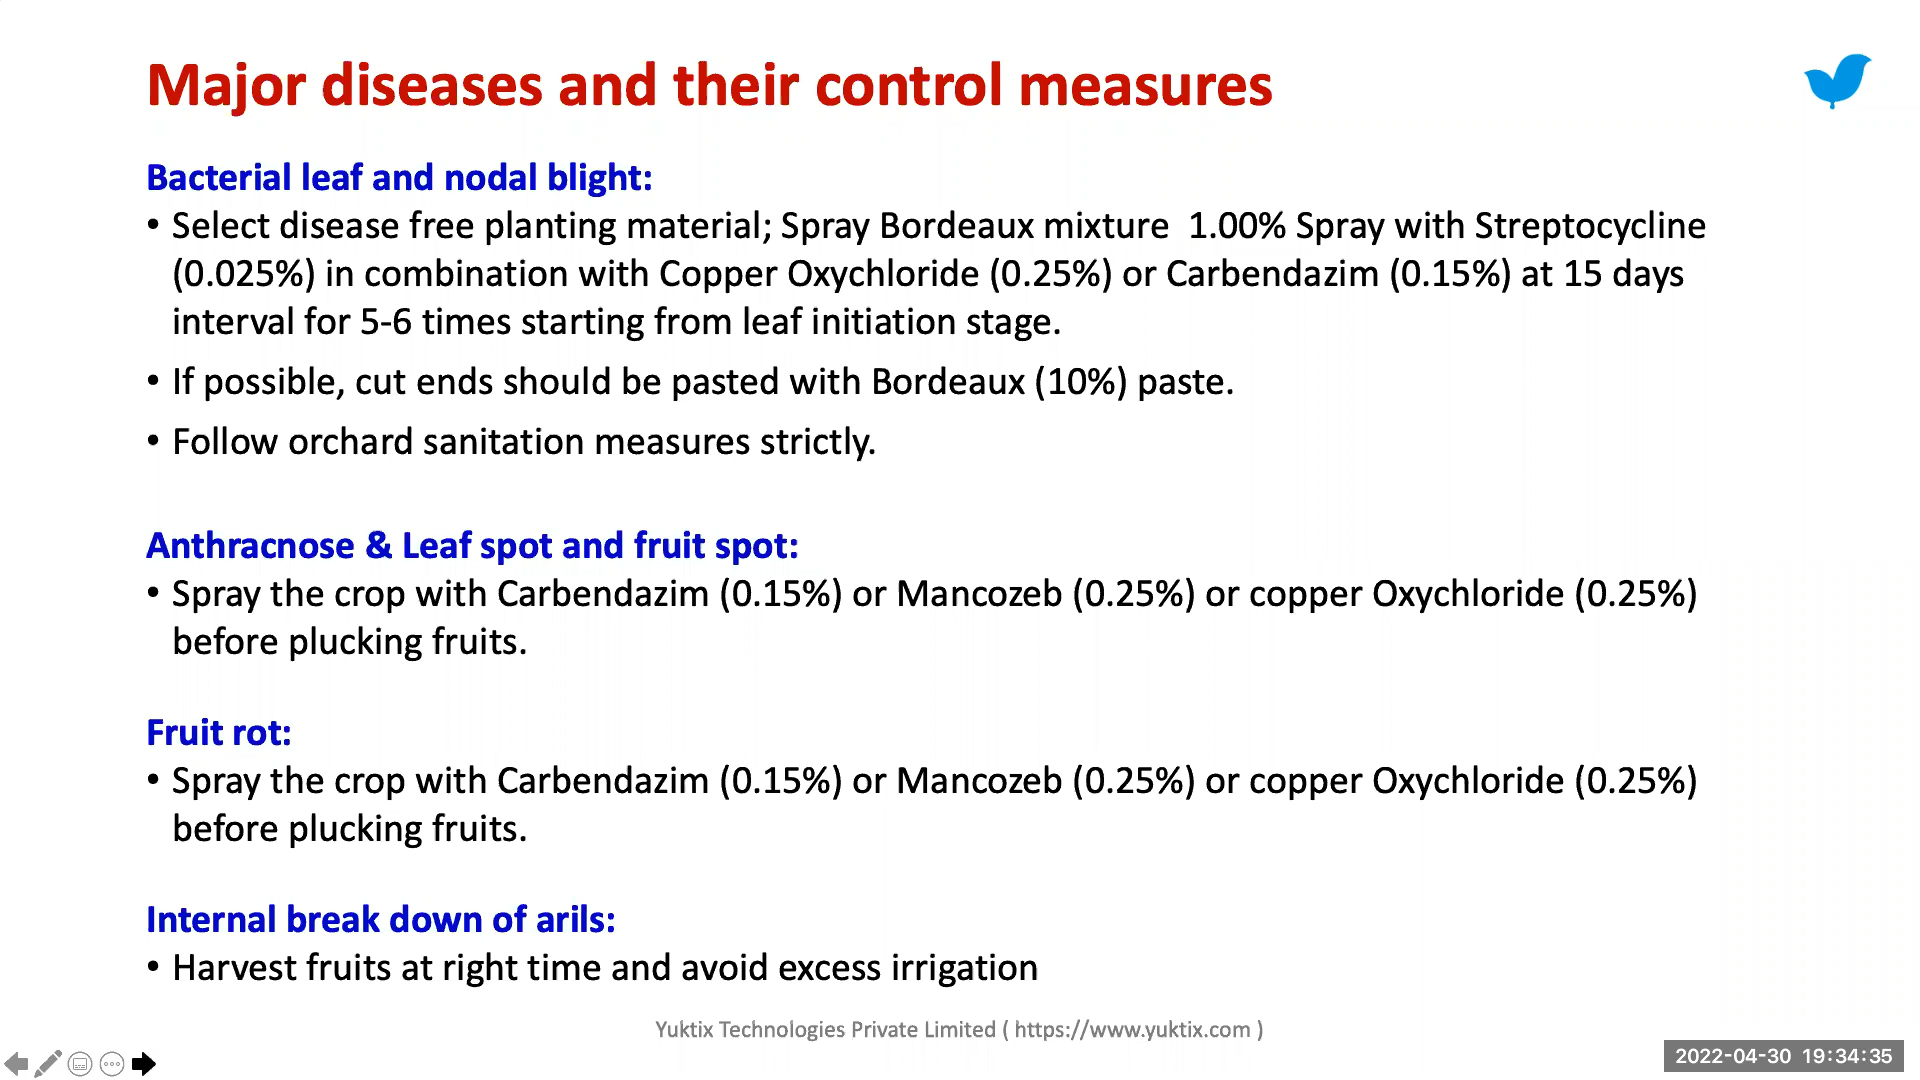 Major diseases and their control measures
Bacterial leaf and nodal blight:
• Select disease free planting material; Spray Bordeaux mixture  1.00% Spray with Streptocycline
(0.025%) in combination with Copper Oxychloride (0.25%) or Carbendazim (0.15%) at 15 days
interval for 5-6 times starting from leaf initiation stage.
• If possible, cut ends should be pasted with Bordeaux (10%) paste.
• Follow orchard sanitation measures strictly.
Anthracnose & Leaf spot and fruit spot:
• Spray the crop with Carbendazim (0.15%) or Mancozeb (0.25%) or copper Oxychloride (0.25%)
before plucking fruits.
Fruit rot:
• Spray the crop with Carbendazim (0.15%) or Mancozeb (0.25%) or copper Oxychloride (0.25%)
before plucking fruits.
Internal break down of arils:
• Harvest fruits at right time and avoid excess irrigation
Yuktix Technologies Private Limited ( https://www.yuktix.com )
2022-04-30 19:34:35